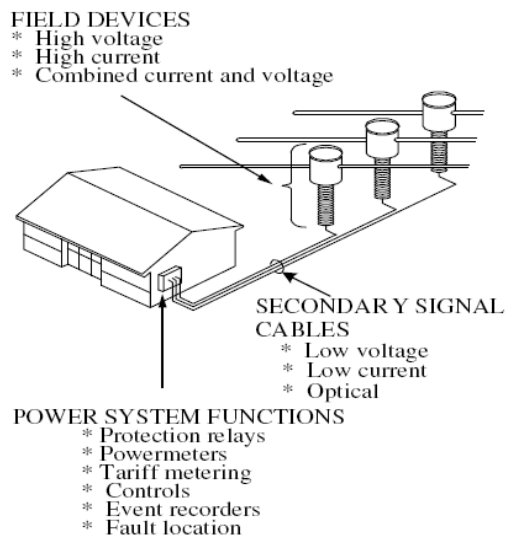 FIELD DEVICES
* High voltage
* High current
* Combined current and voltage
SECONDARY SIGNAL
CABLES
* Low voltage
* Low current
* Optical
POWER SYSTEM FUNCTIONS
* Protection relays
* Powermeters
* Tariff metering
* Controls
* Event recorders
* Fault location